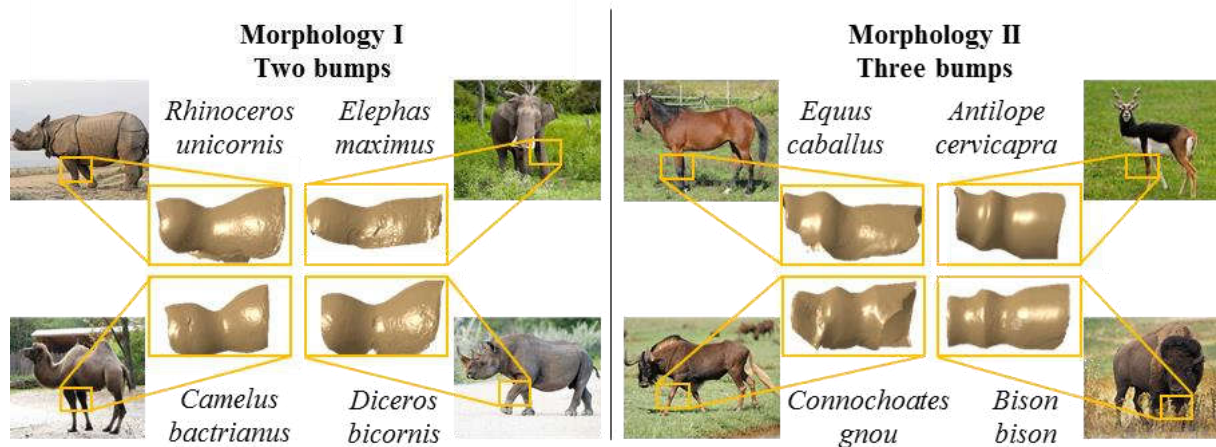 Morphology I
Two bumps
Rhinoceros
unicornis
Elephas
maximus
Camelus
bactrianus
Diceros
bicornis
Morphology II
Three bumps
Equus
caballus
Antilope
cervicapra
Connochoates
gnou
Bison
bison